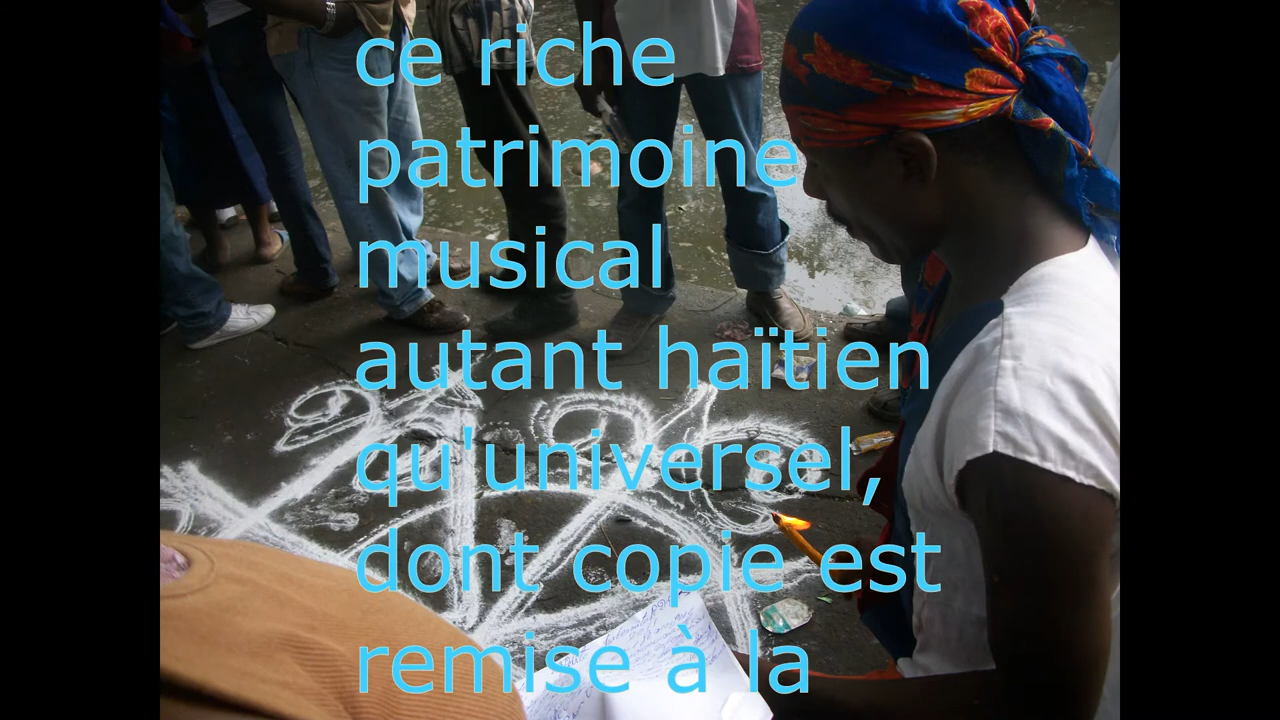 ce riche
patrimoine
musical
autant haïtien
qu'universel,
dont copie est
remise à la